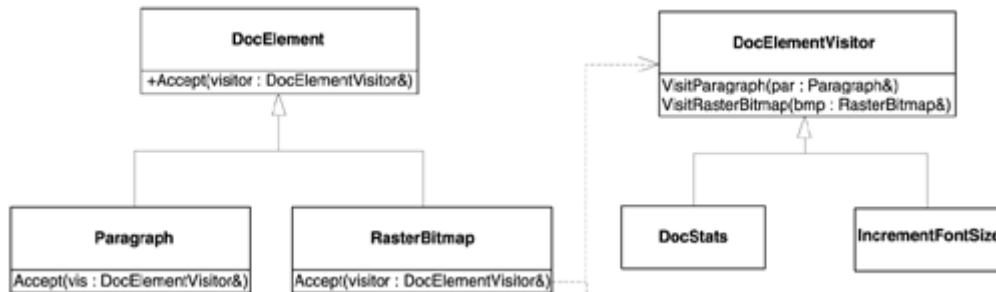 DocElement
+Accept(visitor : DocElementVisitor&)
DocElementVisitor
VisitParagraph(par : Paragraph&)
VisitRasterBitmap(bmp : RasterBitmap&)
Paragraph
Accept(vis : DocElementVisitor&)
RasterBitmap
Accept(visitor : DocElementVisitor&)
DocStats
IncrementFontSize